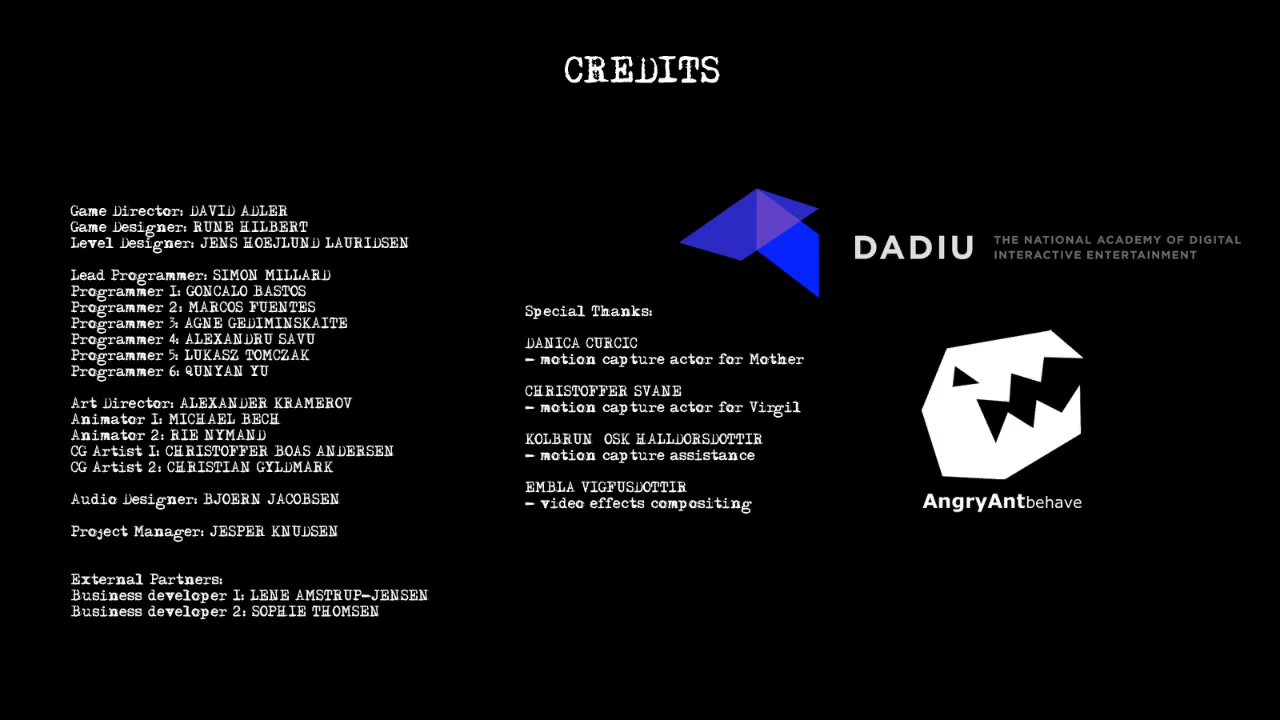 CREDITS
Game Director: DAVID ADLER
Game Designer: RUNE HILBERT
Level Designer: JENS HOEJLUND LAURIDSEN
Lead Programmer: SIMON MILLARD
Programmer 1: GONCALO BASTOS
Programmer 2: MARCOS FUENTES
Programmer 3: AGNE GEDIMINSKAITE
Programmer 4: ALEXANDRU SAVU
Programmer 5: LUKASZ TOMCZAK
Programmer 6: QUNYAN YU
Art Director: ALEXANDER KRAMEROV
Animator 1: MICHAEL BECH
Animator 2: RIE NYMAND
CG Artist 1: CHRISTOFFER BOAS ANDERSEN
CG Artist 2: CHRISTIAN GYLDMARK
Audio Designer: BJOERN JACOBSEN
Project Manager: JESPER KNUDSEN
External Partners:
Business developer 1: LENE AMSTRUP-JENSEN
Business developer 2: SOPHIE THOMSEN
Special Thanks:
DANICA CURCIC
- motion capture actor for Mother
CHRISTOFFER SVANE
- motion capture actor for Virgil
KOLBRUN OSK HALLDORSDOTTIR
- motion capture assistance
EMBLA VIGFUSDOTTIR
- video effects compositing
DADIU
THE NATIONAL ACADEMY OF DIGITAL
INTERACTIVE ENTERTAINMENT
AngryAntbehave